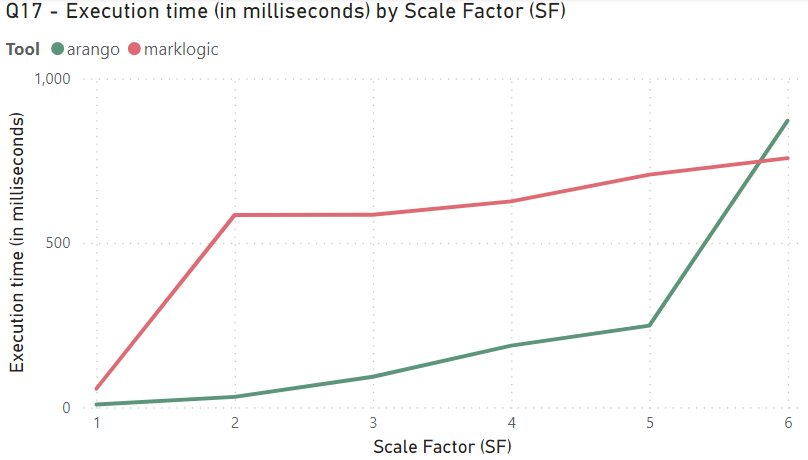 Q17 - Execution time (in milliseconds) by Scale Factor (SF)
Tool arango marklogic
1,000
500
0
Execution time (in milliseconds)
1 2 3 4 5 6
Scale Factor (SF)